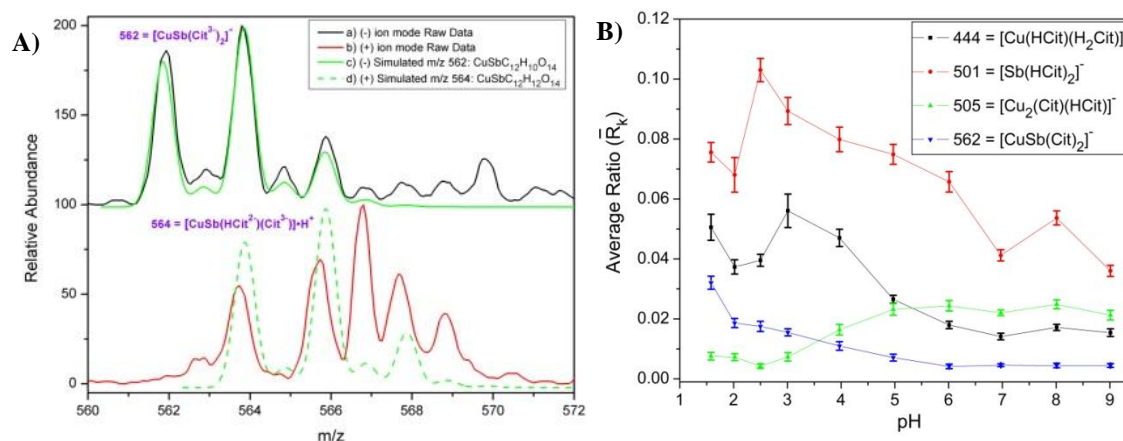 A)
562 = [CuSb(Cit³⁻)₂]⁻
a) (-) ion mode Raw Data
b) (+) ion mode Raw Data
c) (-) Simulated m/z 562: CuSbC₁₂H₁₀O₁₄
d) (+) Simulated m/z 564: CuSbC₁₂H₁₂O₁₄
564 = [CuSb(HCit²⁻)(Cit³⁻)]•H⁺
Relative Abundance
200
150
100
50
0
560 562 564 566 568 570 572
m/z
B)
444 = [Cu(HCit)(H₂Cit)]
501 = [Sb(HCit)₂]⁻
505 = [Cu₂(Cit)(HCit)]⁻
562 = [CuSb(Cit)₂]⁻
Average Ratio (R̄ₖ)
0.12
0.10
0.08
0.06
0.04
0.02
0.00
1 2 3 4 5 6 7 8 9
pH